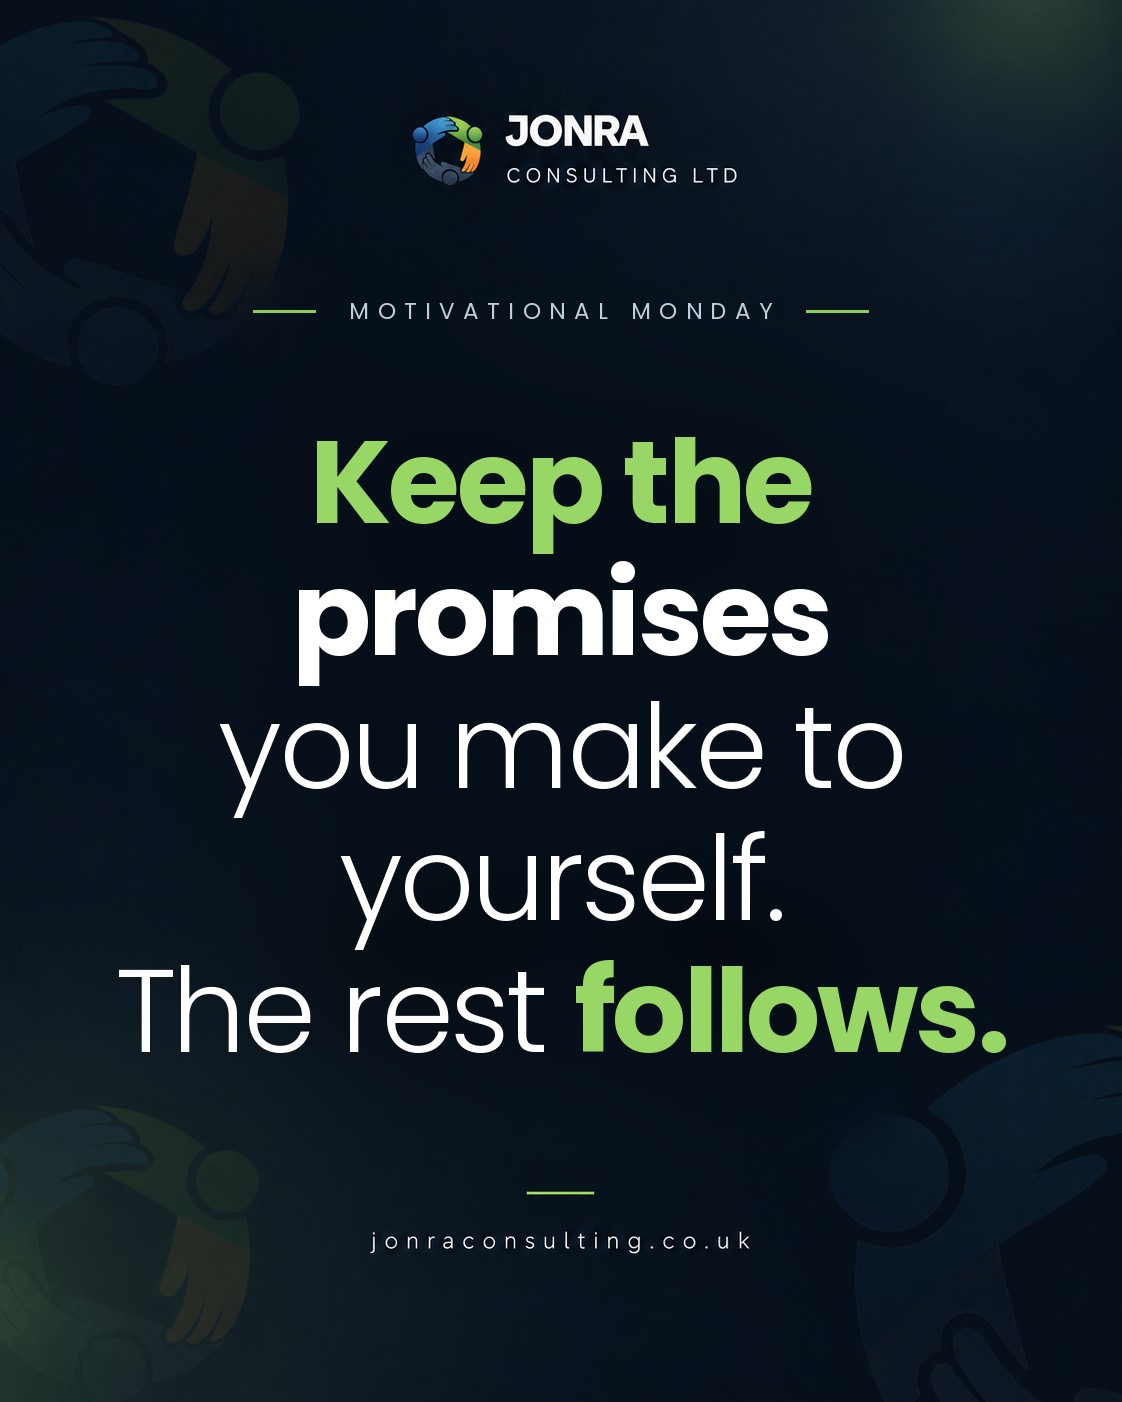 JONRA
CONSULTING LTD
MOTIVATIONAL MONDAY
Keep the
promises
you make to
yourself.
The rest follows.
jonraconsulting.co.uk